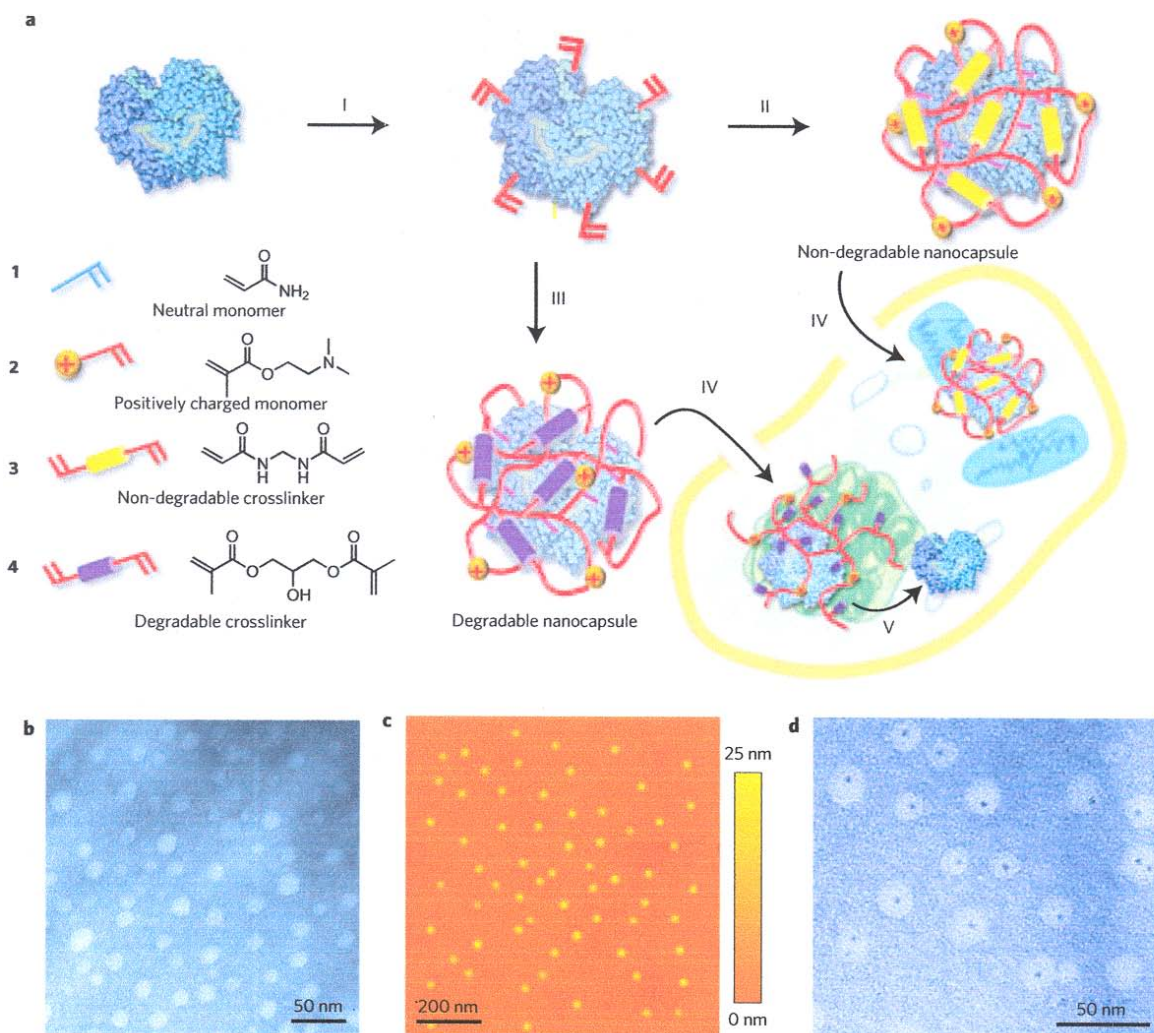 a
I
II
Non-degradable nanocapsule
1
O
NH2
Neutral monomer
III
IV
2
O
O
N
Positively charged monomer
IV
3
O
O
N
H
N
H
Non-degradable crosslinker
4
O
O
O
O
OH
Degradable crosslinker
Degradable nanocapsule
V
b
50 nm
c
200 nm
25 nm
0 nm
d
50 nm